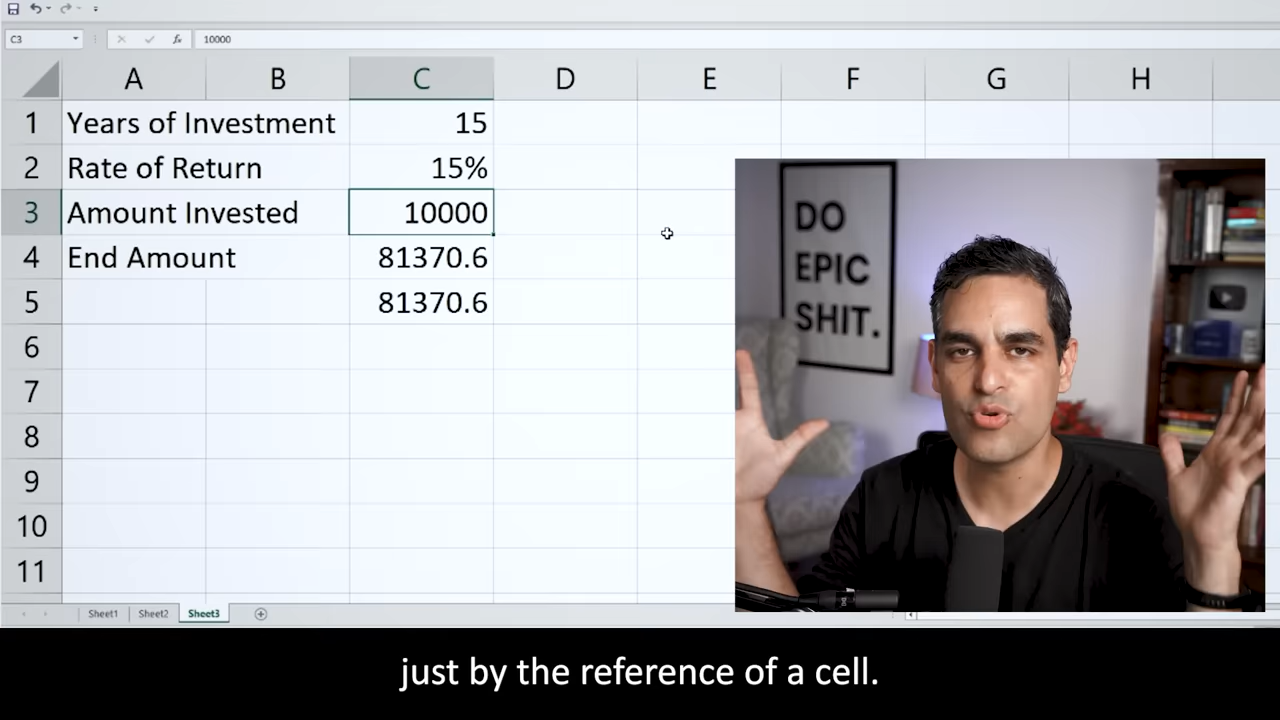 C3
fx
10000
A B C D E F G H
1 Years of Investment 15
2 Rate of Return 15%
3 Amount Invested 10000
4 End Amount 81370.6
5 81370.6
6
7
8
9
10
11
DO
EPIC
SHIT.
Sheet1 Sheet2 Sheet3
just by the reference of a cell.